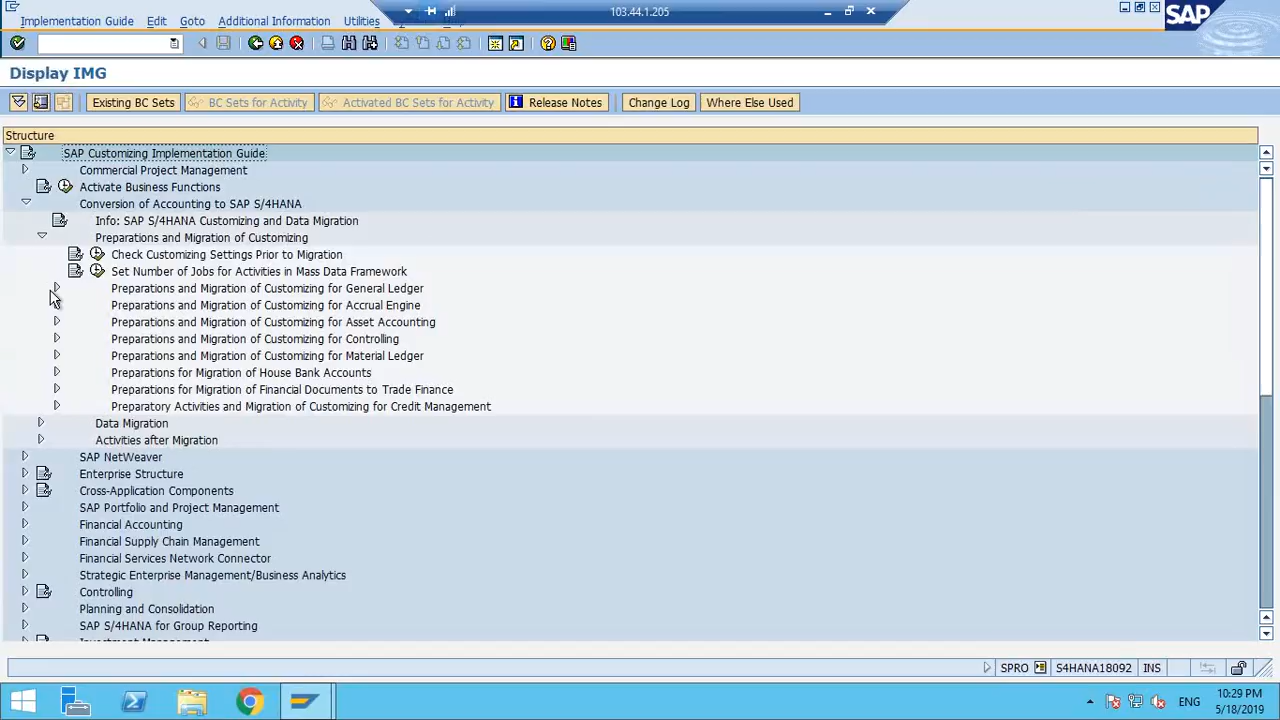 103.44.1.205
Implementation Guide Edit Goto Additional Information Utilities
SAP
Display IMG
Existing BC Sets BC Sets for Activity Activated BC Sets for Activity Release Notes Change Log Where Else Used
Structure
SAP Customizing Implementation Guide
Commercial Project Management
Activate Business Functions
Conversion of Accounting to SAP S/4HANA
Info: SAP S/4HANA Customizing and Data Migration
Preparations and Migration of Customizing
Check Customizing Settings Prior to Migration
Set Number of Jobs for Activities in Mass Data Framework
Preparations and Migration of Customizing for General Ledger
Preparations and Migration of Customizing for Accrual Engine
Preparations and Migration of Customizing for Asset Accounting
Preparations and Migration of Customizing for Controlling
Preparations and Migration of Customizing for Material Ledger
Preparations for Migration of House Bank Accounts
Preparations for Migration of Financial Documents to Trade Finance
Preparatory Activities and Migration of Customizing for Credit Management
Data Migration
Activities after Migration
SAP NetWeaver
Enterprise Structure
Cross-Application Components
SAP Portfolio and Project Management
Financial Accounting
Financial Supply Chain Management
Financial Services Network Connector
Strategic Enterprise Management/Business Analytics
Controlling
Planning and Consolidation
SAP S/4HANA for Group Reporting
Investment Management
SPRO S4HANA18092 INS
ENG 10:29 PM
5/18/2019